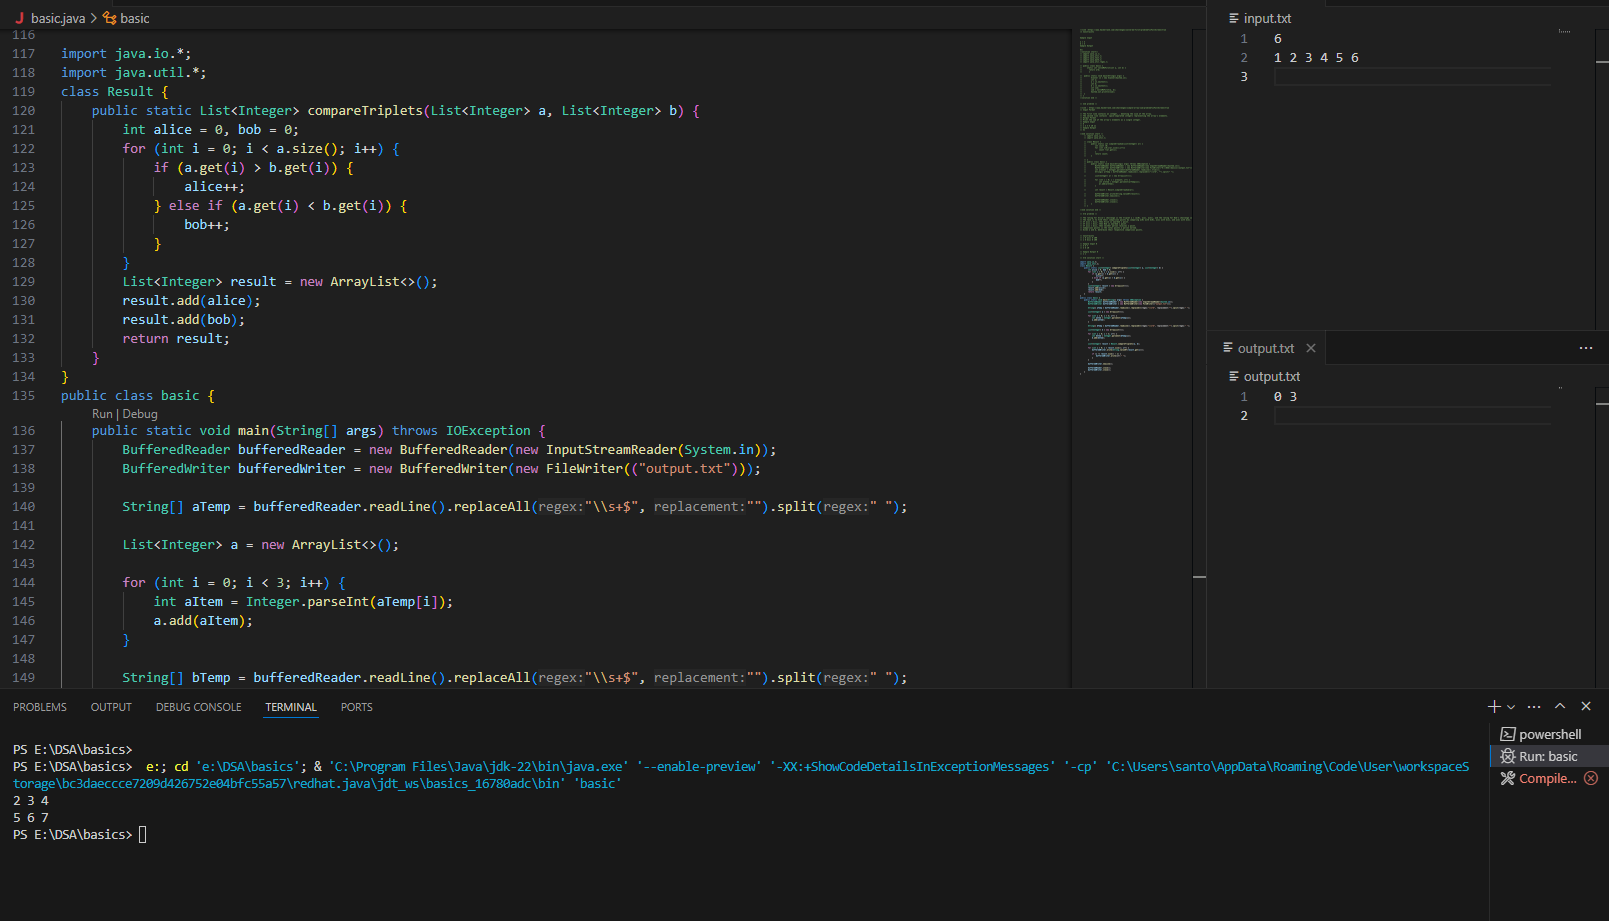 basic.java > basic
116
117 import java.io.*;
118 import java.util.*;
119 class Result {
120 public static List<Integer> compareTriplets(List<Integer> a, List<Integer> b) {
121 int alice = 0, bob = 0;
122 for (int i = 0; i < a.size(); i++) {
123 if (a.get(i) > b.get(i)) {
124 alice++;
125 } else if (a.get(i) < b.get(i)) {
126 bob++;
127 }
128 }
129 List<Integer> result = new ArrayList<>();
130 result.add(alice);
131 result.add(bob);
132 return result;
133 }
134 }
135 public class basic {
Run | Debug
136 public static void main(String[] args) throws IOException {
137 BufferedReader bufferedReader = new BufferedReader(new InputStreamReader(System.in));
138 BufferedWriter bufferedWriter = new BufferedWriter(new FileWriter(("output.txt")));
139
140 String[] aTemp = bufferedReader.readLine().replaceAll(regex:"\\s+$", replacement:"").split(regex:" ");
141
142 List<Integer> a = new ArrayList<>();
143
144 for (int i = 0; i < 3; i++) {
145 int aItem = Integer.parseInt(aTemp[i]);
146 a.add(aItem);
147 }
148
149 String[] bTemp = bufferedReader.readLine().replaceAll(regex:"\\s+$", replacement:"").split(regex:" ");
input.txt
1 6
2 1 2 3 4 5 6
3
output.txt
output.txt
1 0 3
2
PROBLEMS OUTPUT DEBUG CONSOLE TERMINAL PORTS
PS E:\DSA\basics>
PS E:\DSA\basics> e:; cd 'e:\DSA\basics'; & 'C:\Program Files\Java\jdk-22\bin\java.exe' '--enable-preview' '-XX:+ShowCodeDetailsInExceptionMessages' '-cp' 'C:\Users\santo\AppData\Roaming\Code\User\workspaceS
torage\bc3daeccce7209d426752e04bfc55a57\redhat.java\jdt_ws\basics_16780adc\bin' 'basic'
2 3 4
5 6 7
PS E:\DSA\basics>
powershell
Run: basic
Compile...